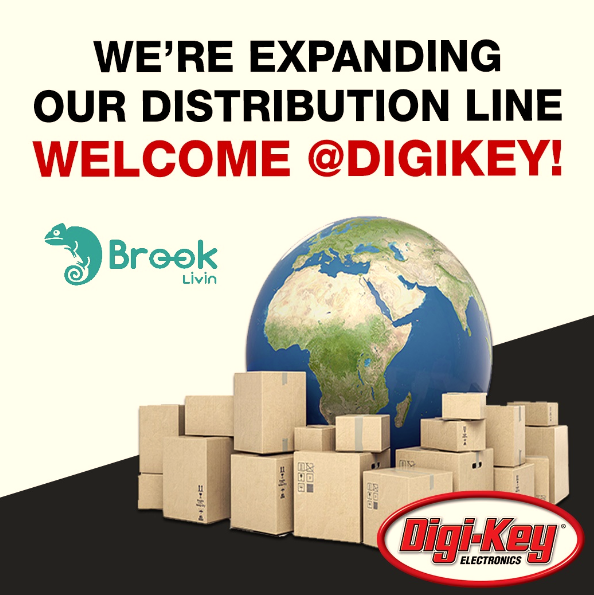 WE'RE EXPANDING
OUR DISTRIBUTION LINE
WELCOME @DIGIKEY!
Brook
Livin
Digi-Key®
ELECTRONICS